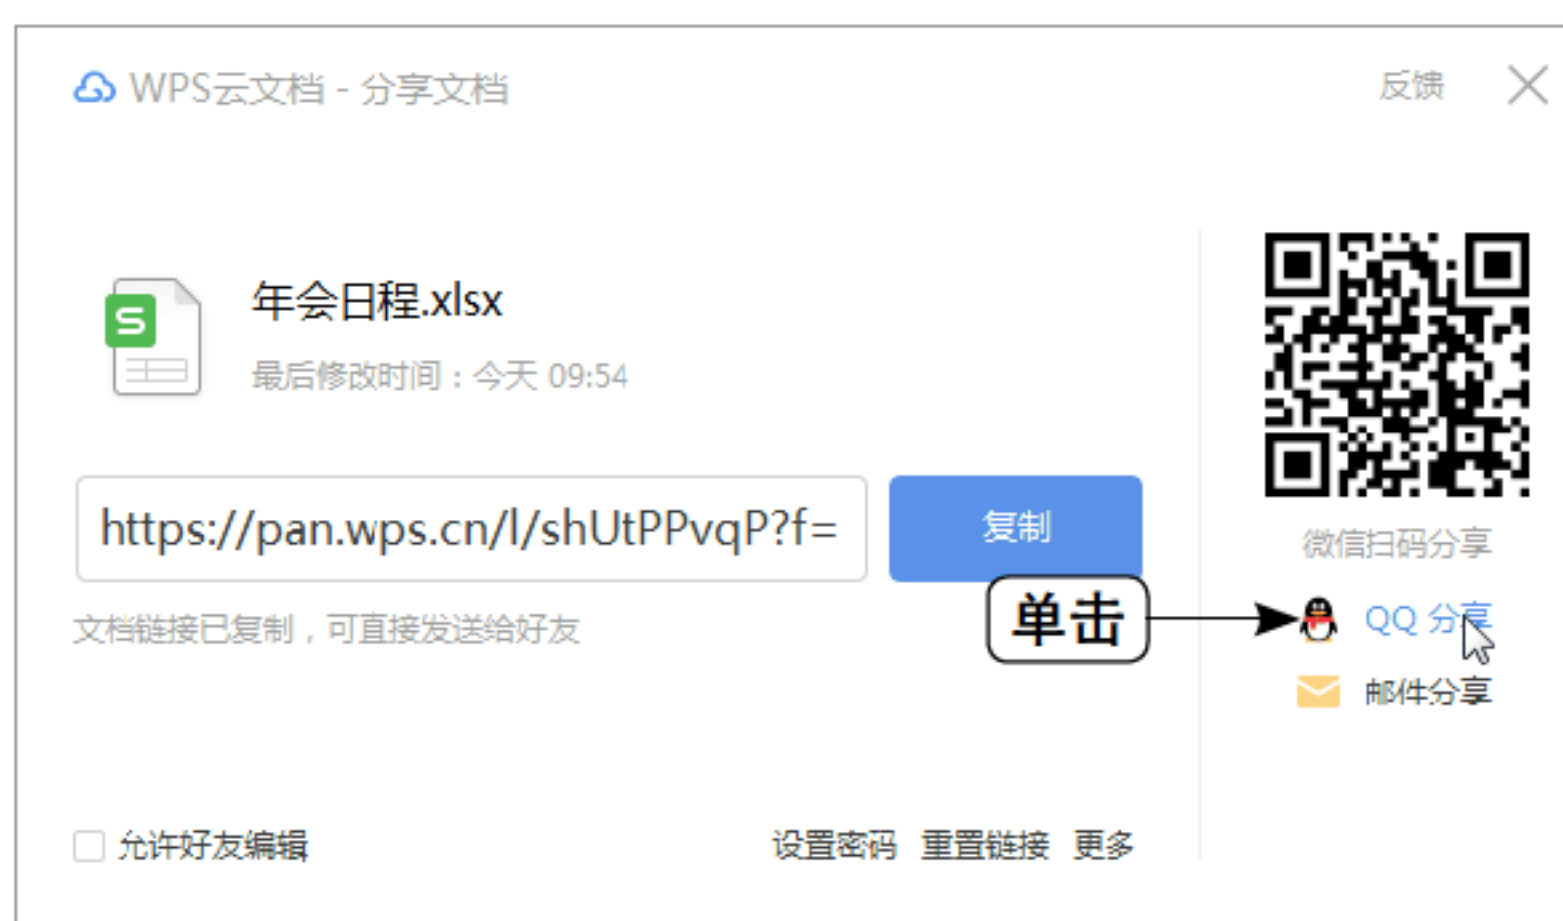 WPS云文档 - 分享文档
反馈
年会日程.xlsx
S
最后修改时间：今天 09:54
https://pan.wps.cn/l/shUtPPvqP?f=
复制
文档链接已复制，可直接发送给好友
微信扫码分享
单击
QQ 分享
邮件分享
允许好友编辑
设置密码 重置链接 更多